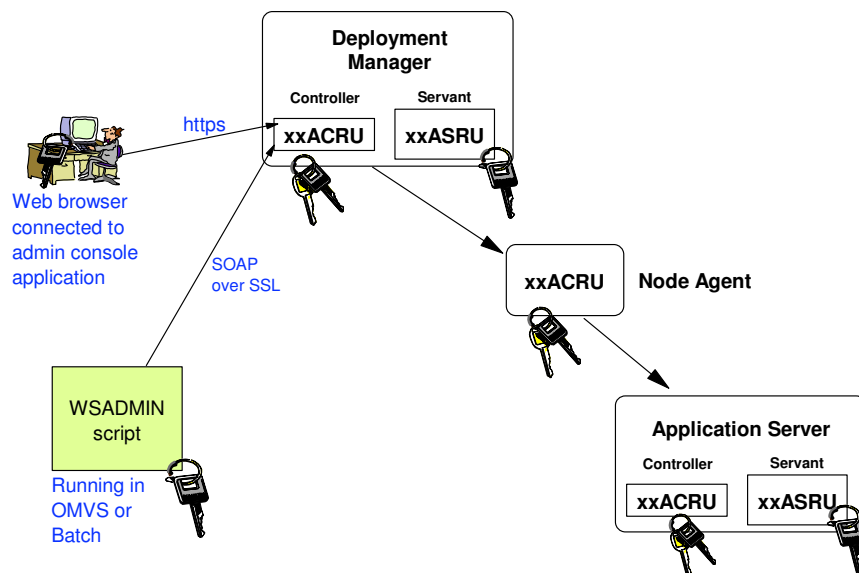 Deployment
Manager
Controller
Servant
xxACRU
xxASRU
https
Web browser
connected to
admin console
application
SOAP
over SSL
xxACRU
Node Agent
WSADMIN
script
Running in
OMVS or
Batch
Application Server
Controller
Servant
xxACRU
xxASRU